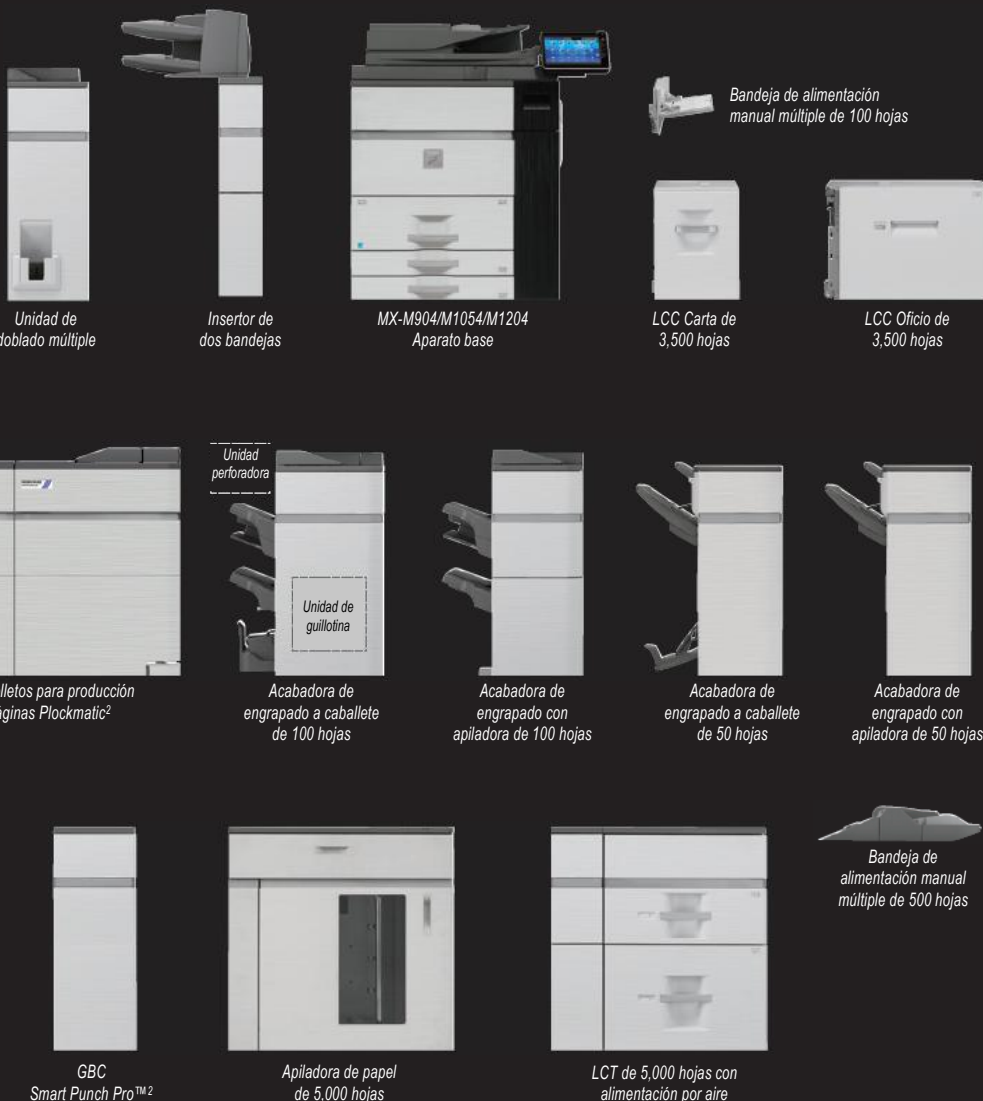 Bandeja de alimentación
manual múltiple de 100 hojas
Unidad de
doblado múltiple
Insertor de
dos bandejas
MX-M904/M1054/M1204
Aparato base
LCC Carta de
3,500 hojas
LCC Oficio de
3,500 hojas
Unidad
perforadora
Unidad de
guillotina
lletos para producción
áginas Plockmatic²
Acabadora de
engrapado a caballete
de 100 hojas
Acabadora de
engrapado con
apiladora de 100 hojas
Acabadora de
engrapado a caballete
de 50 hojas
Acabadora de
engrapado con
apiladora de 50 hojas
Bandeja de
alimentación manual
múltiple de 500 hojas
GBC
Smart Punch Pro™²
Apiladora de papel
de 5,000 hojas
LCT de 5,000 hojas con
alimentación por aire